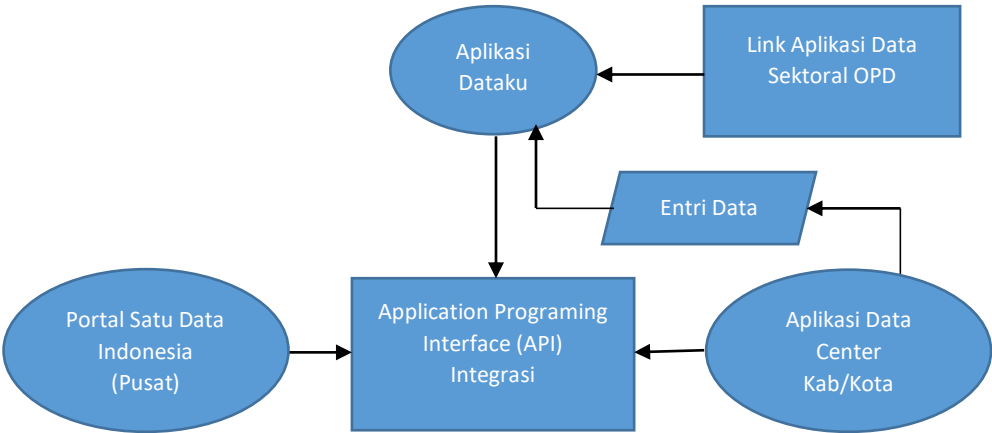 Aplikasi
Dataku
Link Aplikasi Data
Sektoral OPD
Entri Data
Portal Satu Data
Indonesia
(Pusat)
Application Programing
Interface (API)
Integrasi
Aplikasi Data
Center
Kab/Kota